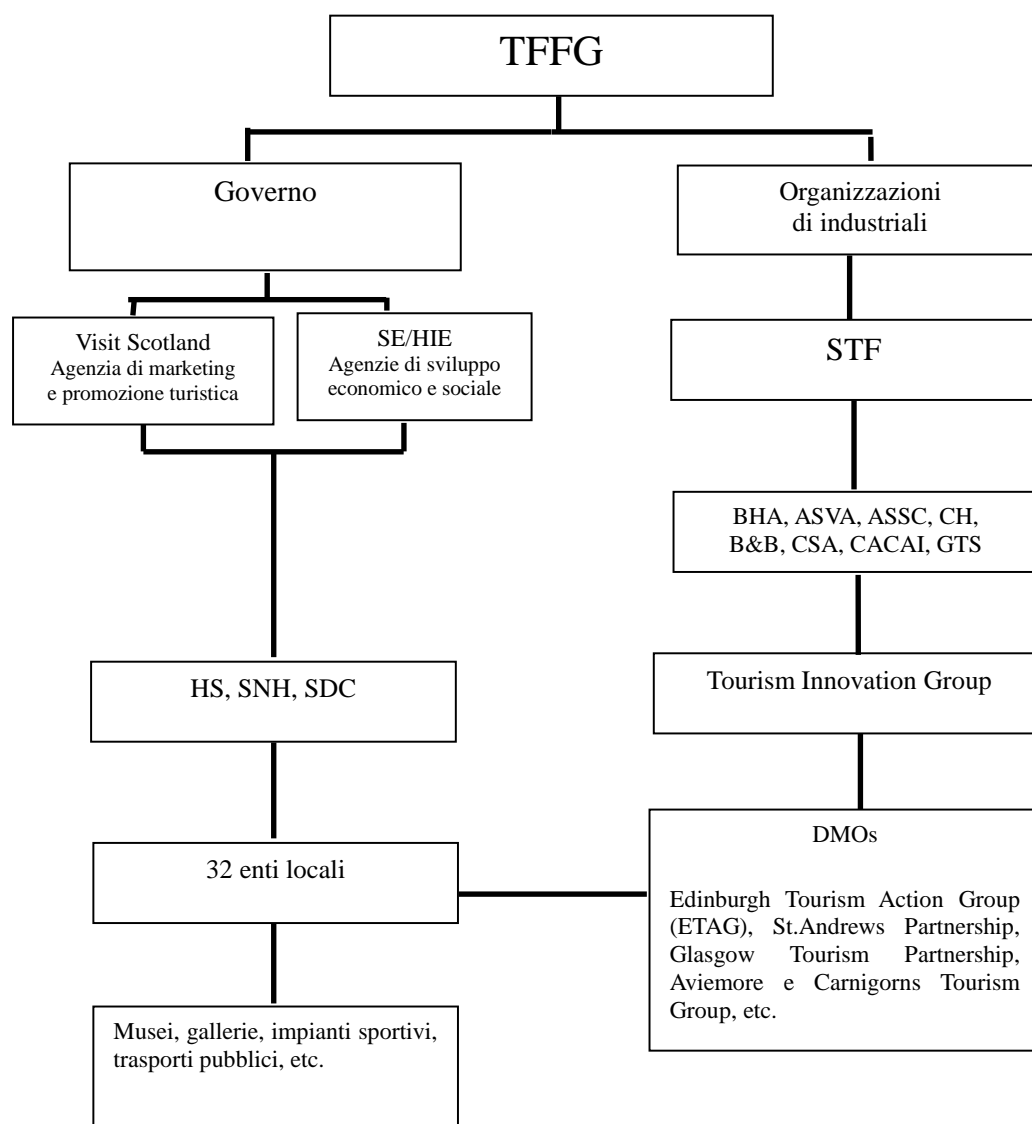 TFFG
Governo
Organizzazioni
di industriali
Visit Scotland
Agenzia di marketing
e promozione turistica
SE/HIE
Agenzie di sviluppo
economico e sociale
STF
BHA, ASVA, ASSC, CH,
B&B, CSA, CACAI, GTS
HS, SNH, SDC
Tourism Innovation Group
32 enti locali
DMOs
Edinburgh Tourism Action Group
(ETAG), St.Andrews Partnership,
Glasgow Tourism Partnership,
Aviemore e Carnigorns Tourism
Group, etc.
Musei, gallerie, impianti sportivi,
trasporti pubblici, etc.